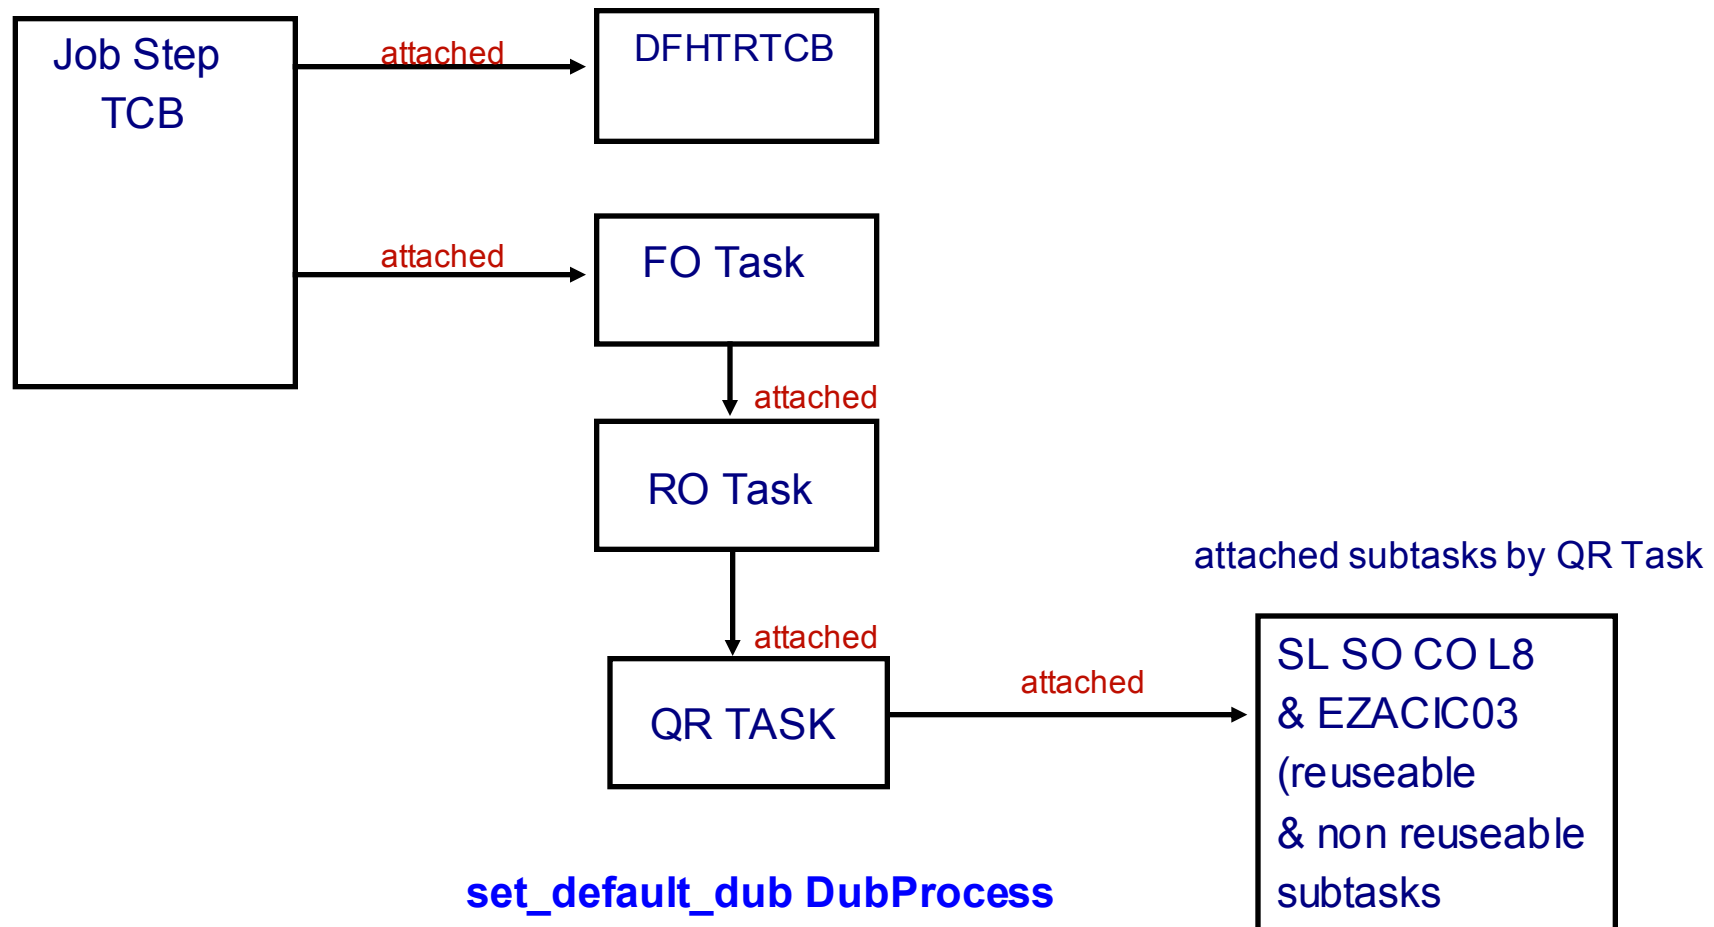 Job Step
TCB
attached
DFHTRTCB
attached
FO Task
attached
RO Task
attached
QR TASK
attached
attached subtasks by QR Task
SL SO CO L8
& EZACIC03
(reuseable
& non reuseable
subtasks
set_default_dub DubProcess